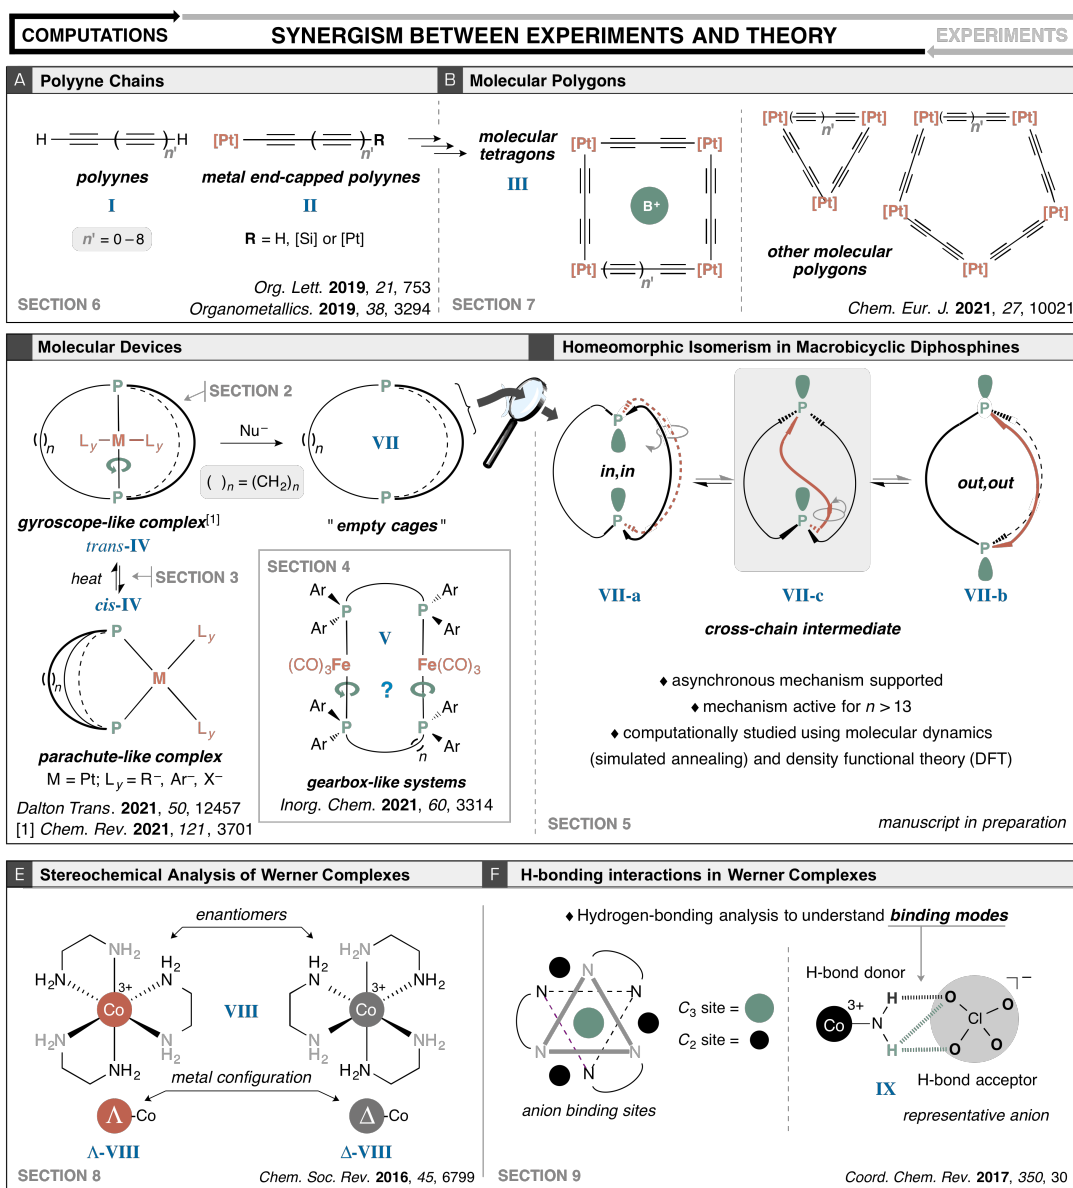 COMPUTATIONS
SYNERGISM BETWEEN EXPERIMENTS AND THEORY
EXPERIMENTS
A Polyyne Chains
H H
n'
polyynes
I
n' = 0 – 8
[Pt] R
n'
metal end-capped polyynes
II
R = H, [Si] or [Pt]
Org. Lett. 2019, 21, 753
Organometallics. 2019, 38, 3294
SECTION 6
B Molecular Polygons
molecular
tetragons
III
[Pt] [Pt]
B+
[Pt] [Pt]
n'
[Pt] [Pt]
n'
[Pt]
[Pt] [Pt]
n'
[Pt] [Pt]
[Pt]
other molecular
polygons
SECTION 7
Chem. Eur. J. 2021, 27, 10021
Molecular Devices
P
SECTION 2
( )n
Ly M Ly
P
Nu–
( )n = (CH2)n
P
( )n
VII
P
gyroscope-like complex[1]
trans-IV
"empty cages"
heat
SECTION 3
cis-IV
P Ly
( )n
M
P Ly
parachute-like complex
M = Pt; Ly = R–, Ar–, X–
Dalton Trans. 2021, 50, 12457
[1] Chem. Rev. 2021, 121, 3701
SECTION 4
Ar Ar
P P
Ar Ar
V
(CO)3Fe Fe(CO)3
?
Ar Ar
P P
Ar Ar
n
gearbox-like systems
Inorg. Chem. 2021, 60, 3314
Homeomorphic Isomerism in Macrobicyclic Diphosphines
P
in,in
P
VII-a
P
P
VII-c
P
out,out
P
VII-b
cross-chain intermediate
♦ asynchronous mechanism supported
♦ mechanism active for n > 13
♦ computationally studied using molecular dynamics
(simulated annealing) and density functional theory (DFT)
SECTION 5
manuscript in preparation
E Stereochemical Analysis of Werner Complexes
enantiomers
NH2
H2N
H2
N
3+
Co
H2N
N
H2
NH2
VIII
H2N
H2
N
NH2
3+
Co
N
H2
NH2
H2N
metal configuration
Λ-Co
Δ-Co
Λ-VIII
Δ-VIII
SECTION 8
Chem. Soc. Rev. 2016, 45, 6799
F H-bonding interactions in Werner Complexes
♦ Hydrogen-bonding analysis to understand binding modes
N
N N
N N
N
anion binding sites
C3 site =
C2 site =
H-bond donor
3+
Co N
H
H
IX
–
O O
Cl
O O
H-bond acceptor
representative anion
SECTION 9
Coord. Chem. Rev. 2017, 350, 30